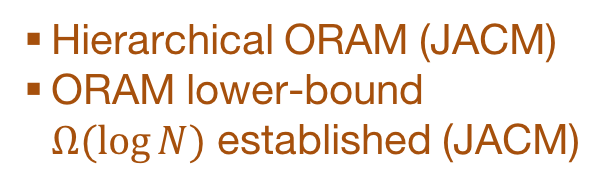 ▪ Hierarchical ORAM (JACM)
▪ ORAM lower-bound
Ω(log N) established (JACM)